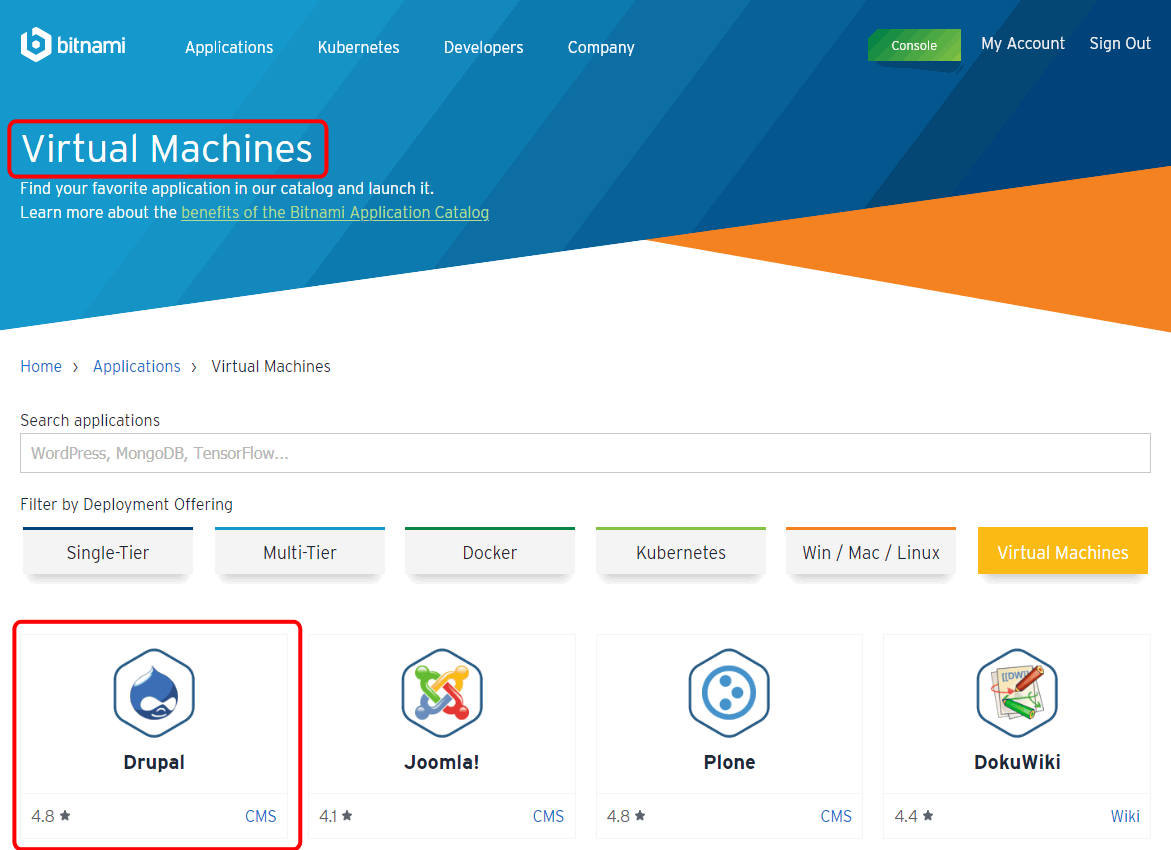 bitnami Applications Kubernetes Developers Company Console My Account Sign Out
Virtual Machines
Find your favorite application in our catalog and launch it.
Learn more about the benefits of the Bitnami Application Catalog
Home › Applications › Virtual Machines
Search applications
WordPress, MongoDB, TensorFlow...
Filter by Deployment Offering
Single-Tier Multi-Tier Docker Kubernetes Win / Mac / Linux Virtual Machines
[[DW]]
Drupal Joomla! Plone DokuWiki
4.8 ★ CMS 4.1 ★ CMS 4.8 ★ CMS 4.4 ★ Wiki